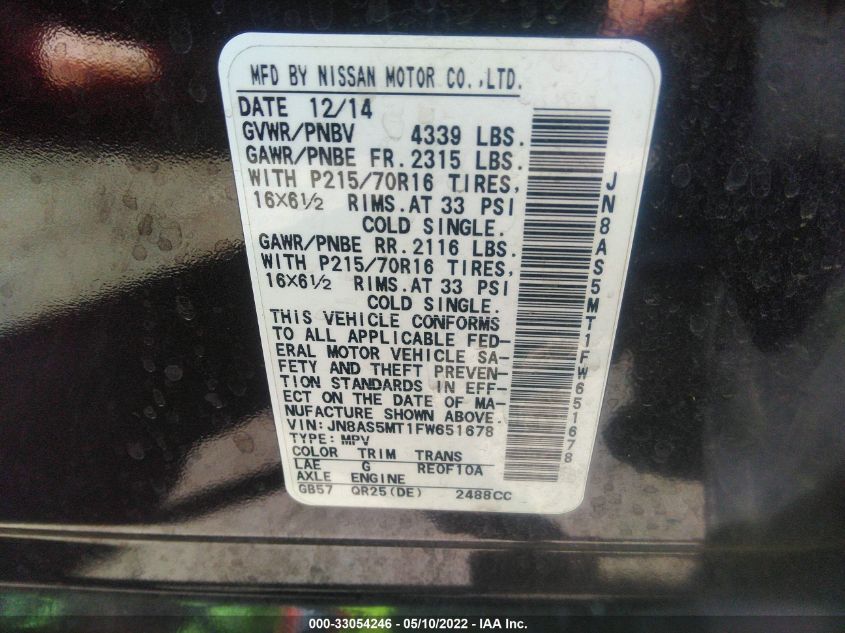 MFD BY NISSAN MOTOR CO.,LTD.
DATE 12/14
GVWR/PNBV 4339 LBS.
GAWR/PNBE FR. 2315 LBS.
WITH P215/70R16 TIRES,
16X6½ RIMS. AT 33 PSI
COLD SINGLE.
GAWR/PNBE RR. 2116 LBS.
WITH P215/70R16 TIRES,
16X6½ RIMS. AT 33 PSI
COLD SINGLE.
THIS VEHICLE CONFORMS
TO ALL APPLICABLE FED-
ERAL MOTOR VEHICLE SA-
FETY AND THEFT PREVEN-
TION STANDARDS IN EFF-
ECT ON THE DATE OF MA-
NUFACTURE SHOWN ABOVE.
VIN: JN8AS5MT1FW651678
TYPE: MPV
COLOR TRIM TRANS
LAE G RE0F10A
AXLE ENGINE
GB57 QR25(DE) 2488CC
JN8AS5MT1FW651678
000-33054246 - 05/10/2022 - IAA Inc.